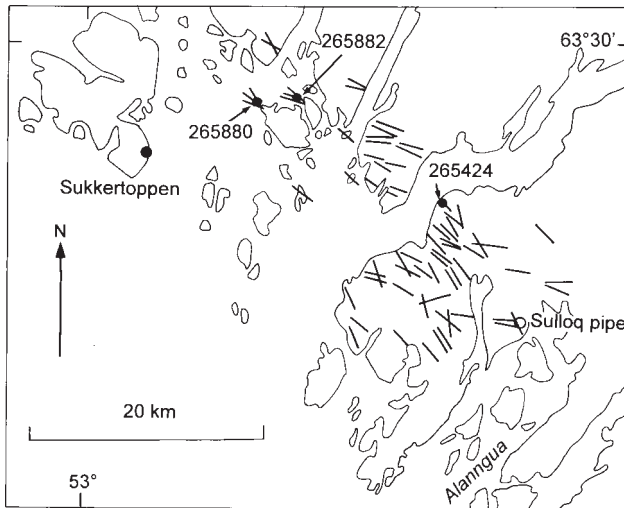 265882
63°30'
265880
265424
Sukkertoppen
N
Sulloq pipe
20 km
Alanngua
53°